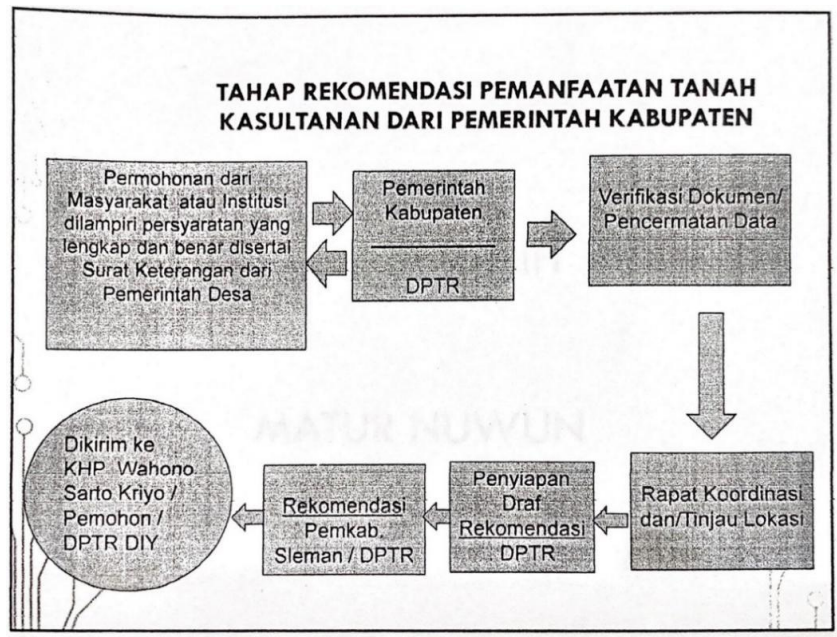 TAHAP REKOMENDASI PEMANFAATAN TANAH
KASULTANAN DARI PEMERINTAH KABUPATEN
Permohonan dari
Masyarakat atau Institusi
dilampiri persyaratan yang
lengkap dan benar disertai
Surat Keterangan dari
Pemerintah Desa
Pemerintah
Kabupaten
DPTR
Verifikasi Dokumen/
Pencermatan Data
Rapat Koordinasi
dan/Tinjau Lokasi
Penyiapan
Draf
Rekomendasi
DPTR
Rekomendasi
Pemkab.
Sleman / DPTR
Dikirim ke
KHP Wahono
Sarto Kriyo /
Pemohon /
DPTR DIY
MATUR NUWUN